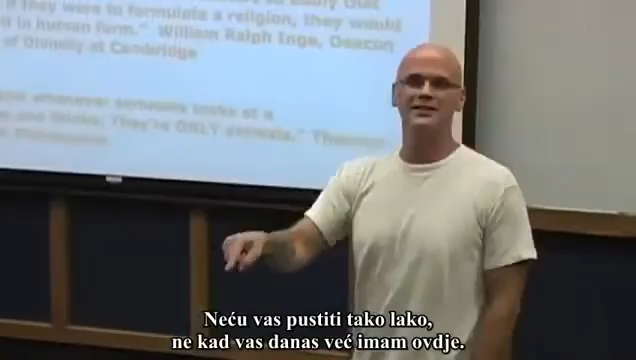 if they were to formulate a religion, they would
in human form." William Ralph Inge, Deacon
of Divinity at Cambridge
whenever someone looks at a
and thinks, 'They're ONLY animals.'"
Neću vas pustiti tako lako,
ne kad vas danas već imam ovdje.